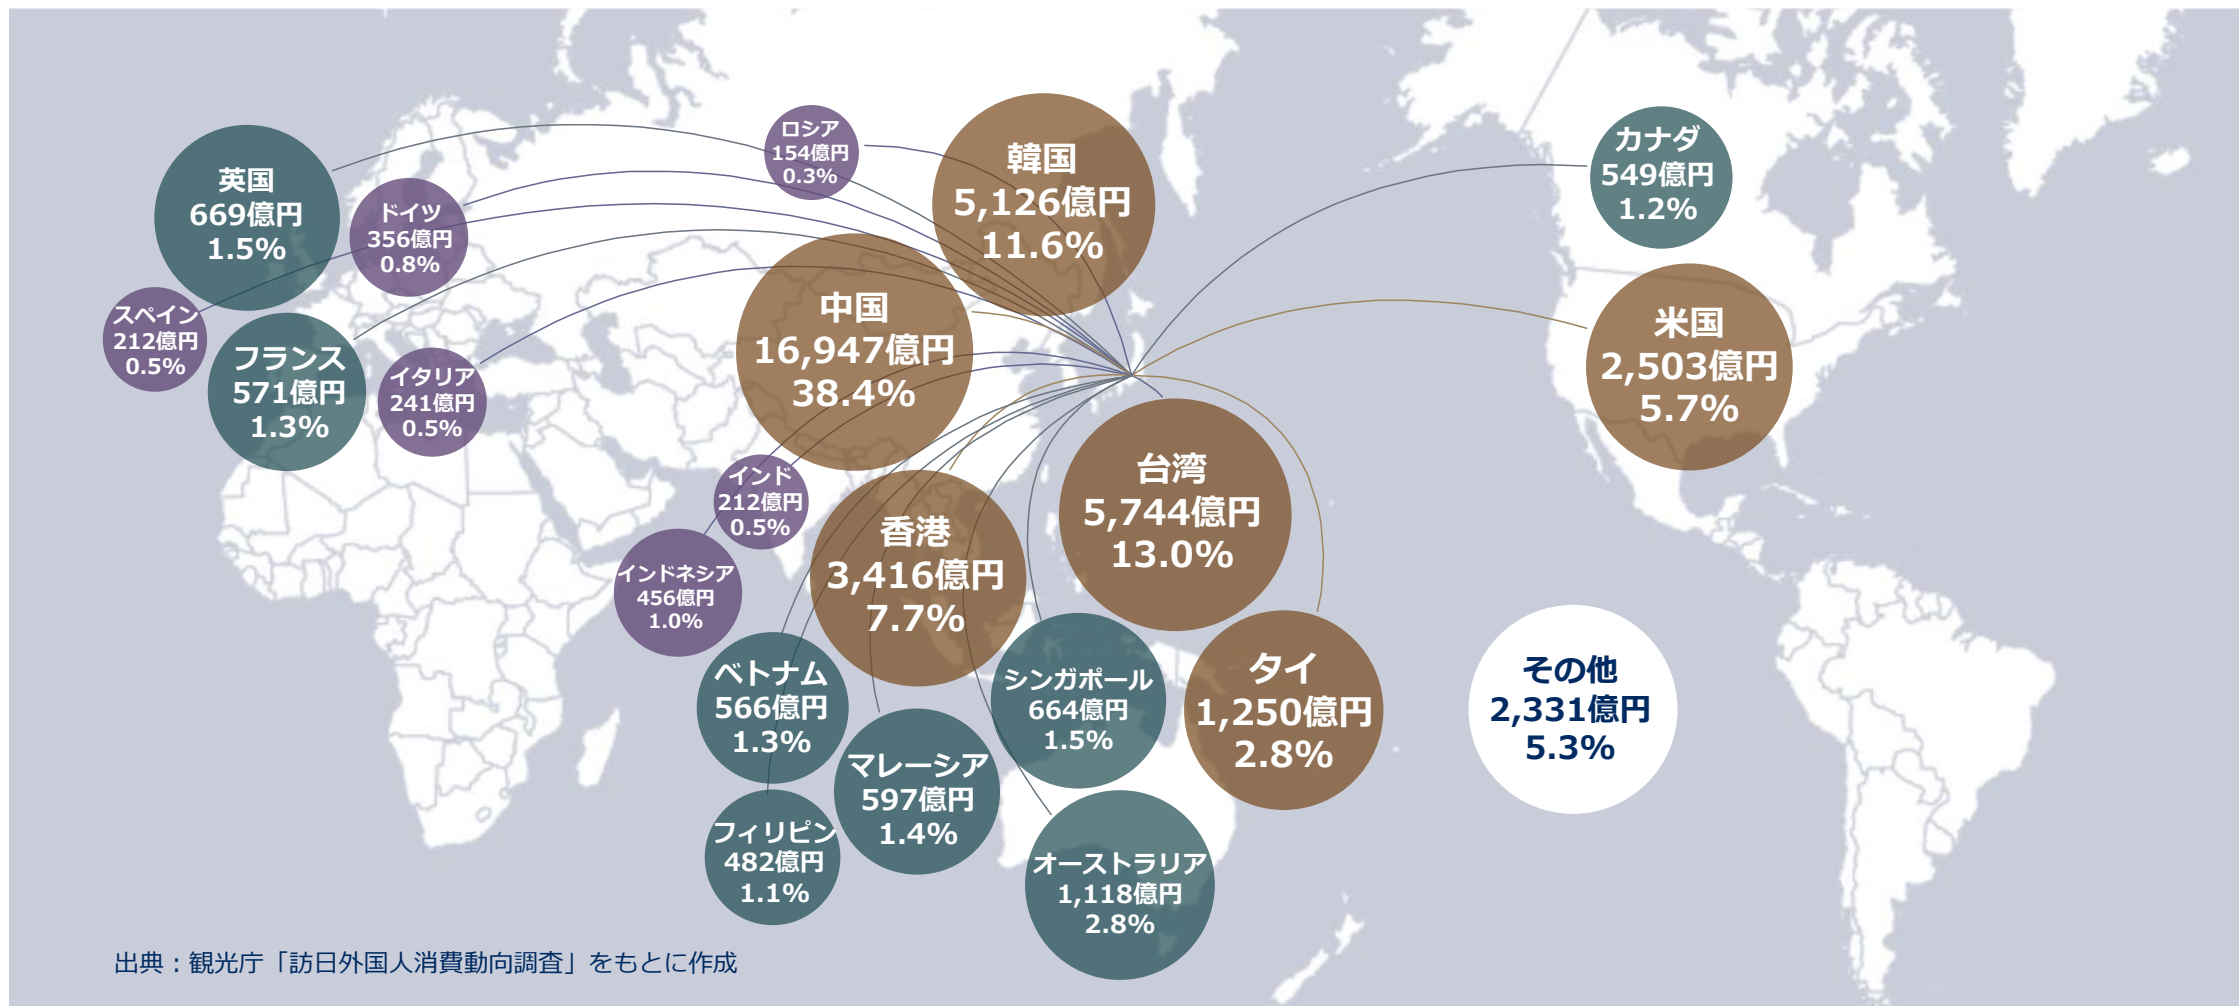 ロシア
154億円
0.3%
韓国
5,126億円
11.6%
カナダ
549億円
1.2%
英国
669億円
1.5%
ドイツ
356億円
0.8%
スペイン
212億円
0.5%
フランス
571億円
1.3%
イタリア
241億円
0.5%
中国
16,947億円
38.4%
米国
2,503億円
5.7%
インド
212億円
0.5%
台湾
5,744億円
13.0%
香港
3,416億円
7.7%
インドネシア
456億円
1.0%
ベトナム
566億円
1.3%
シンガポール
664億円
1.5%
タイ
1,250億円
2.8%
その他
2,331億円
5.3%
マレーシア
597億円
1.4%
フィリピン
482億円
1.1%
オーストラリア
1,118億円
2.8%
出典：観光庁「訪日外国人消費動向調査」をもとに作成